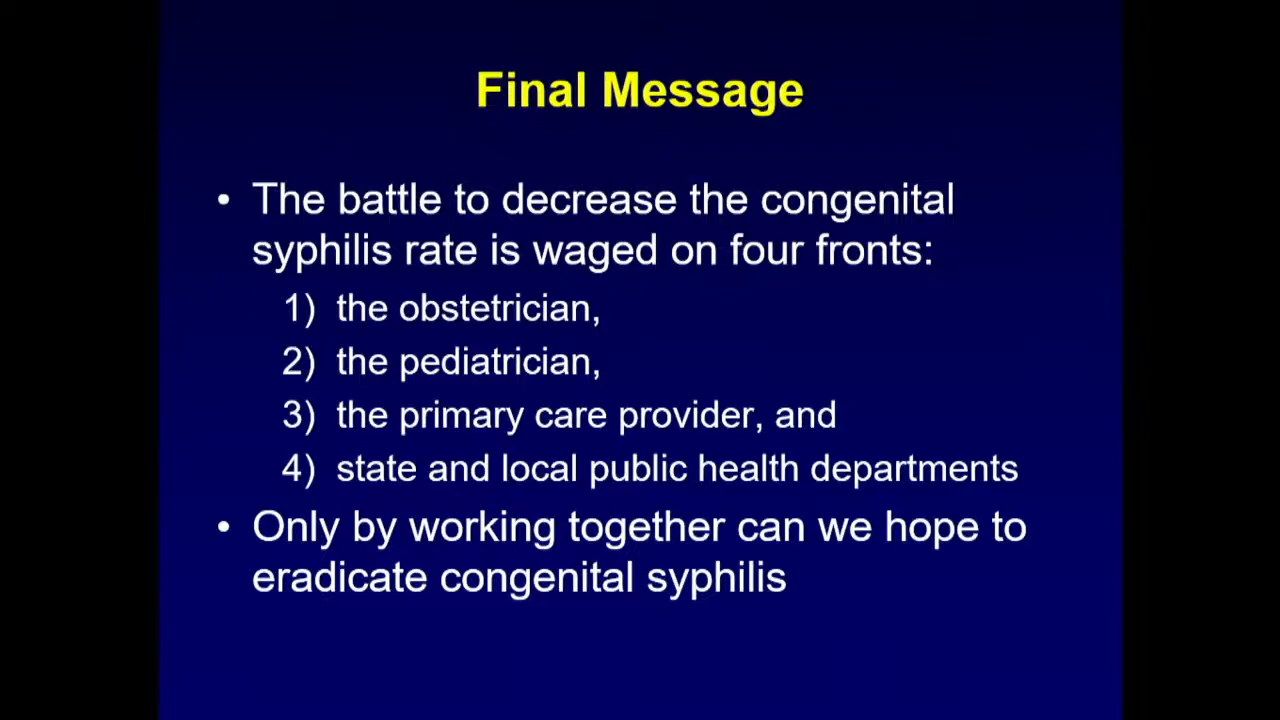 Final Message
• The battle to decrease the congenital
syphilis rate is waged on four fronts:
1) the obstetrician,
2) the pediatrician,
3) the primary care provider, and
4) state and local public health departments
• Only by working together can we hope to
eradicate congenital syphilis